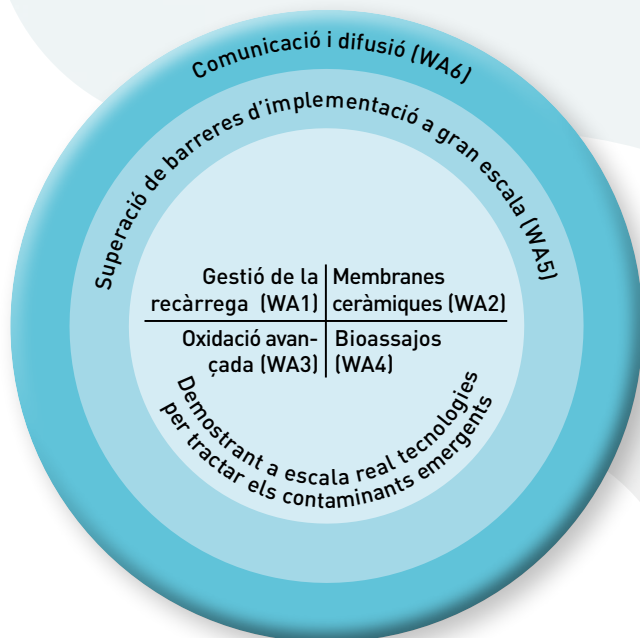 Comunicació i difusió (WA6)
Superació de barreres d’implementació a gran escala (WA5)
Gestió de la
recàrrega (WA1)
Membranes
ceràmiques (WA2)
Oxidació avan-
çada (WA3)
Bioassajos
(WA4)
Demostrant a escala real tecnologies
per tractar els contaminants emergents